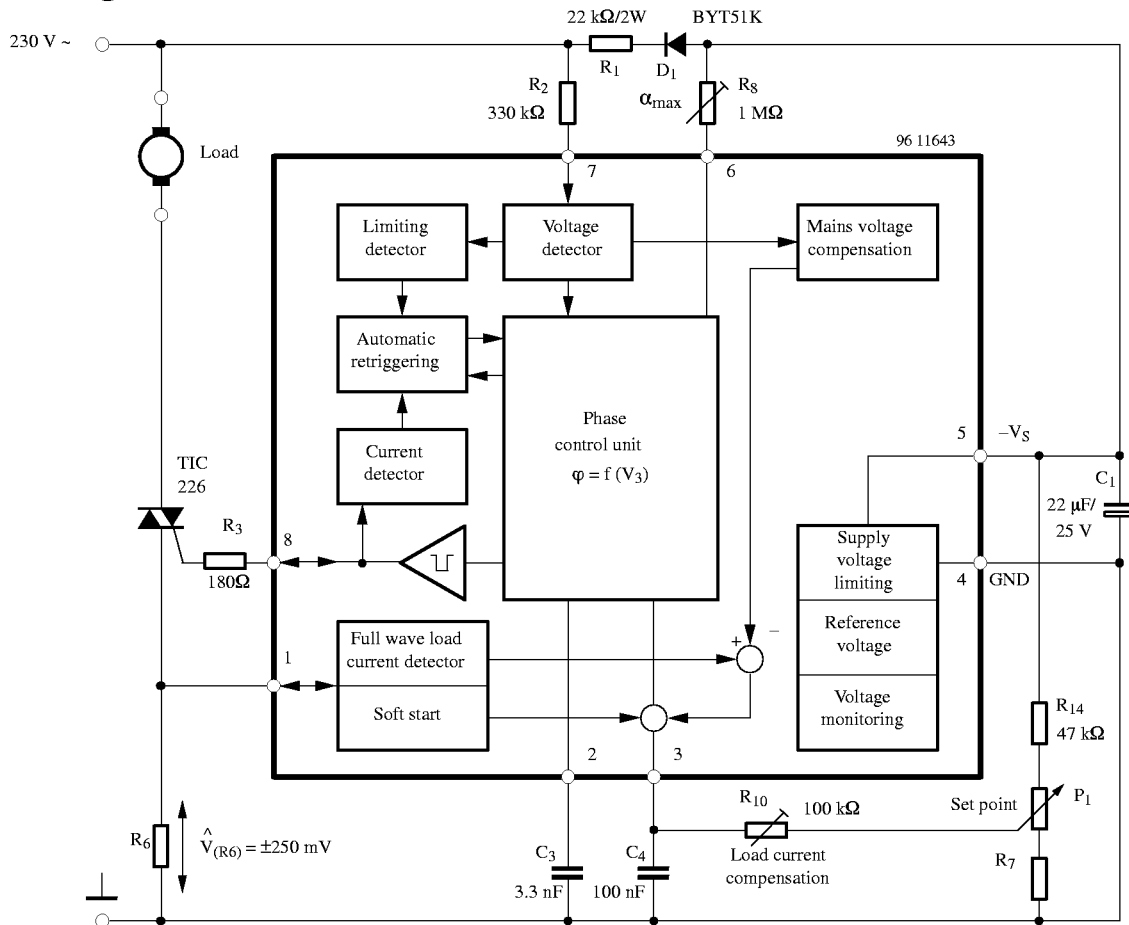 22 kΩ/2W
BYT51K
230 V ~
R1
D1
R2
330 kΩ
αmax
R8
1 MΩ
96 11643
Load
7
6
Limiting
detector
Voltage
detector
Mains voltage
compensation
Automatic
retriggering
Phase
control unit
φ = f (V3)
Current
detector
5
–VS
TIC
226
C1
22 μF/
25 V
R3
180Ω
8
Supply
voltage
limiting
4
GND
Reference
voltage
Voltage
monitoring
Full wave load
current detector
+
–
1
Soft start
R14
47 kΩ
2
3
R10
100 kΩ
Set point
P1
R6
V̂(R6) = ±250 mV
C3
3.3 nF
C4
100 nF
Load current
compensation
R7